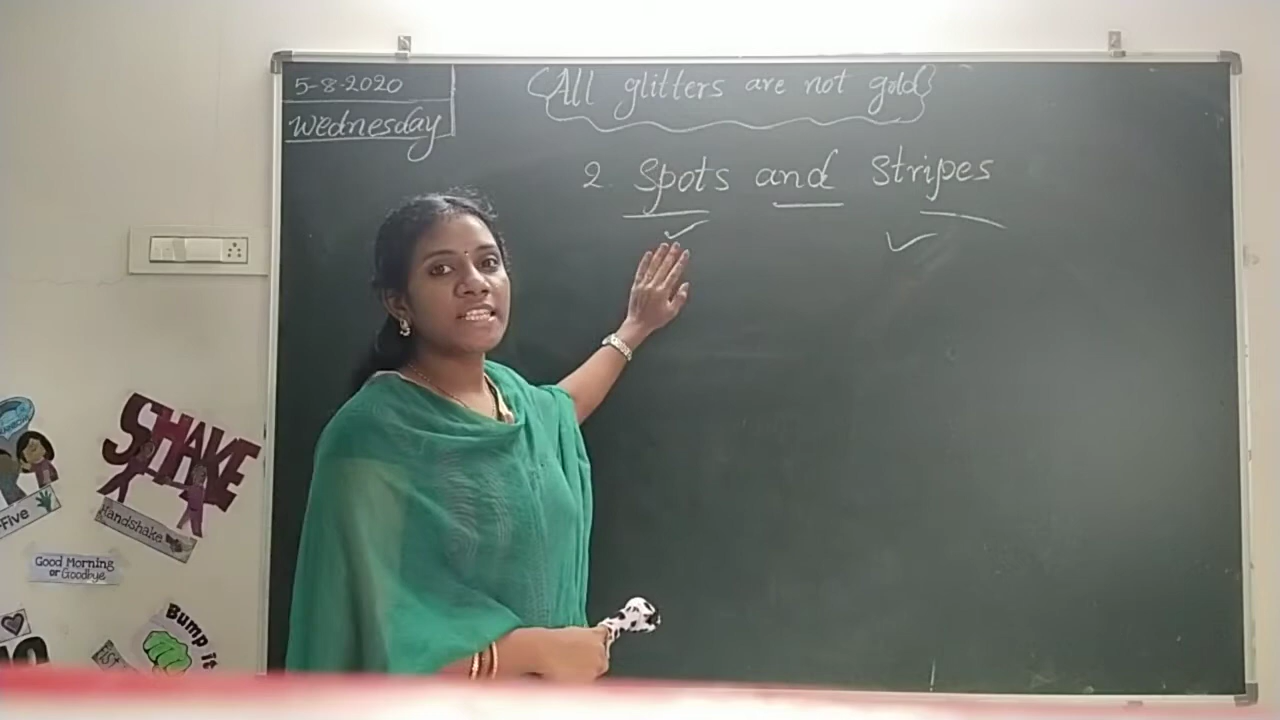 5-8-2020
Wednesday
All glitters are not gold
2. Spots and Stripes
SHAKE
Handshake
Five
Good Morning
or Goodbye
Bump it